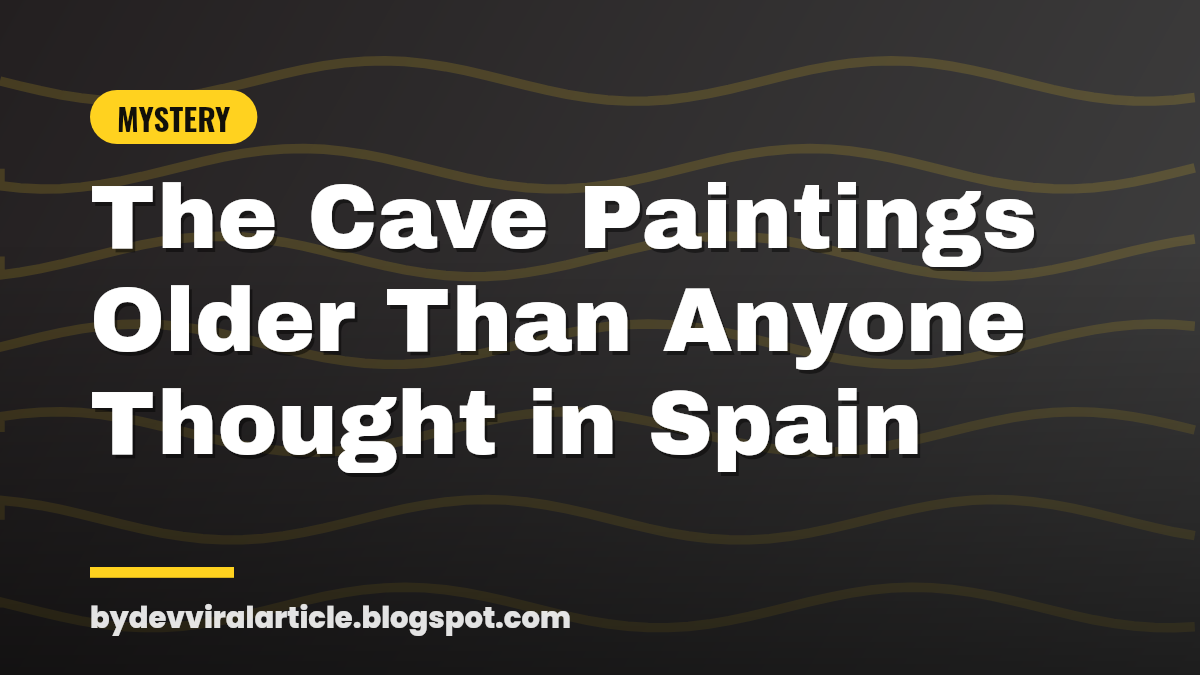 MYSTERY
The Cave Paintings
Older Than Anyone
Thought in Spain
bydevviralarticle.blogspot.com